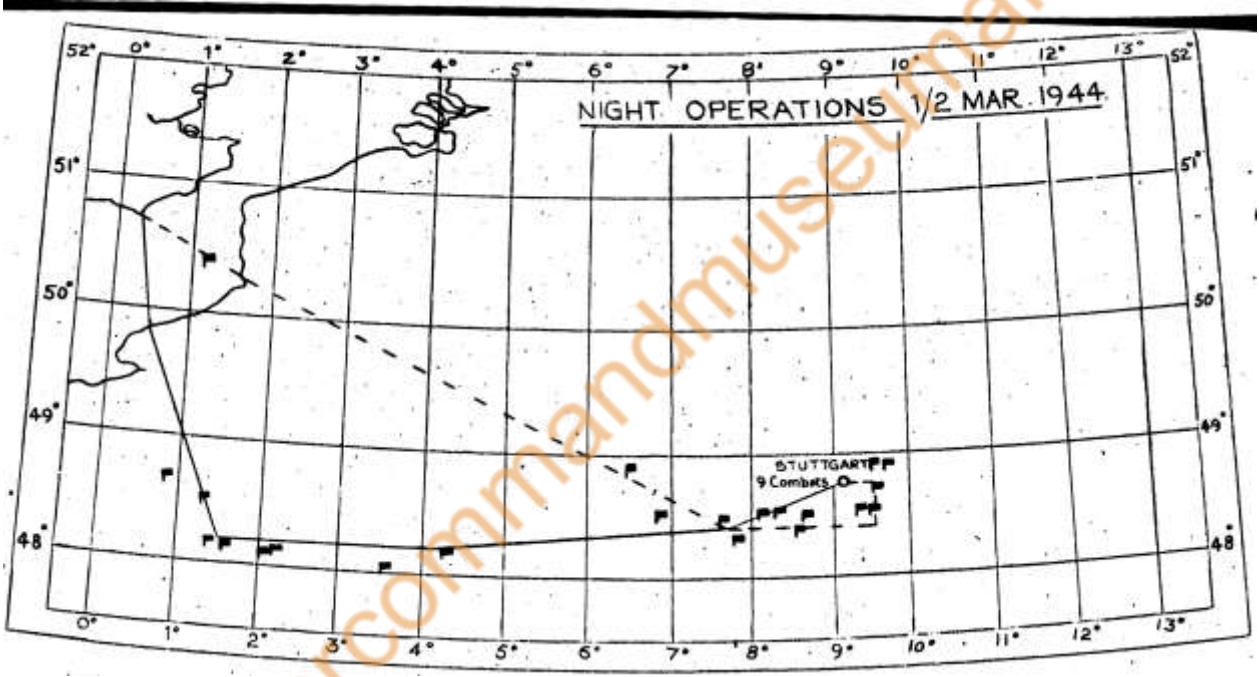 52° 0° 1° 2° 3° 4° 5° 6° 7° 8° 9° 10° 11° 12° 13° 52°
NIGHT OPERATIONS 1/2 MAR. 1944
51° 51°
50° 50°
49° 49°
STUTTGART
9 Combats
48° 48°
0° 1° 2° 3° 4° 5° 6° 7° 8° 9° 10° 11° 12° 13°
rcommandmuseuma